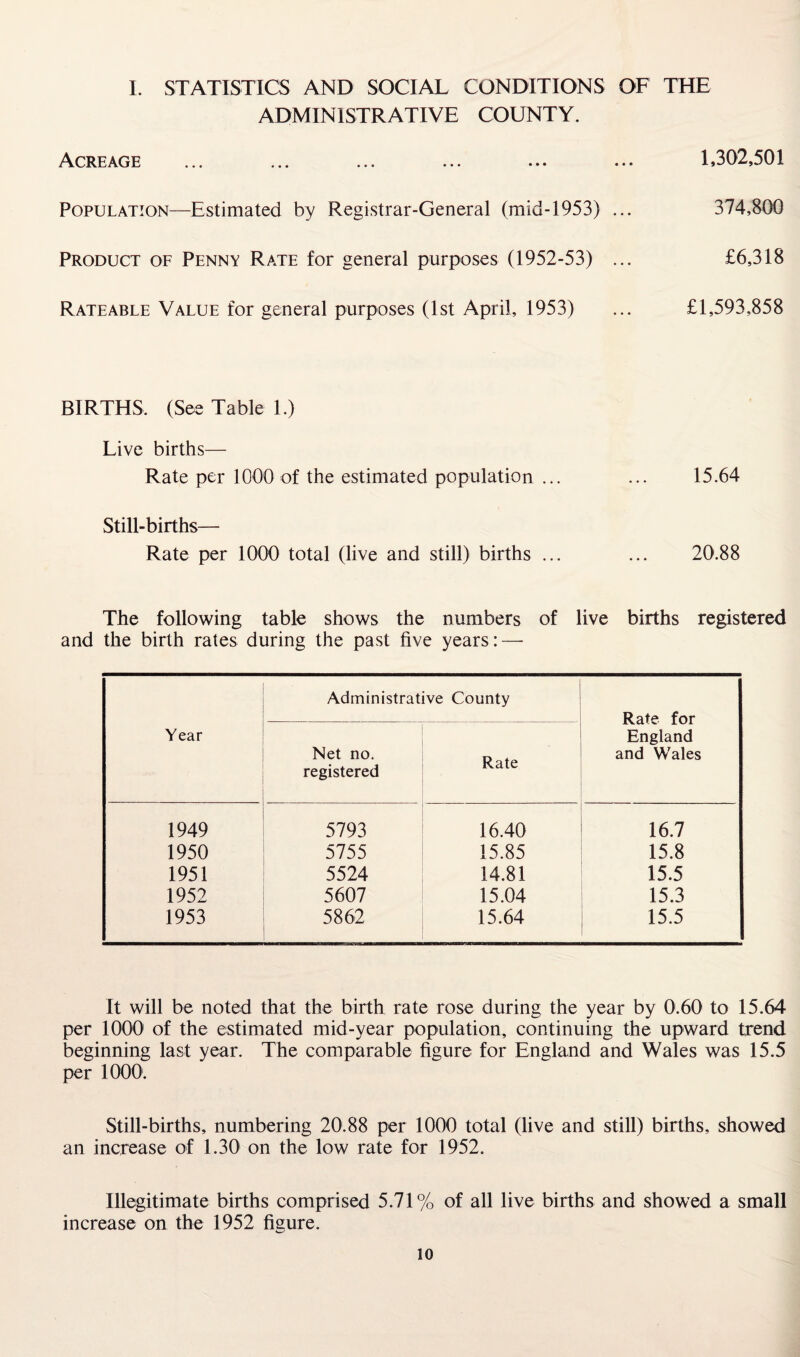 I. STATISTICS AND SOCIAL CONDITIONS OF THE
ADMINISTRATIVE COUNTY.
ACREAGE ... ... ... ... ... ... 1,302,501
POPULATION—Estimated by Registrar-General (mid-1953) ... 374,800
PRODUCT OF PENNY RATE for general purposes (1952-53) ... £6,318
RATEABLE VALUE for general purposes (1st April, 1953) ... £1,593,858
BIRTHS. (See Table 1.)
Live births—
Rate per 1000 of the estimated population ... ... 15.64
Still-births—
Rate per 1000 total (live and still) births ... ... 20.88
The following table shows the numbers of live births registered
and the birth rates during the past five years:—
Administrative County
Year
Net no.
registered
Rate
Rate for
England
and Wales
1949 5793 16.40 16.7
1950 5755 15.85 15.8
1951 5524 14.81 15.5
1952 5607 15.04 15.3
1953 5862 15.64 15.5
It will be noted that the birth rate rose during the year by 0.60 to 15.64
per 1000 of the estimated mid-year population, continuing the upward trend
beginning last year. The comparable figure for England and Wales was 15.5
per 1000.
Still-births, numbering 20.88 per 1000 total (live and still) births, showed
an increase of 1.30 on the low rate for 1952.
Illegitimate births comprised 5.71% of all live births and showed a small
increase on the 1952 figure.
10